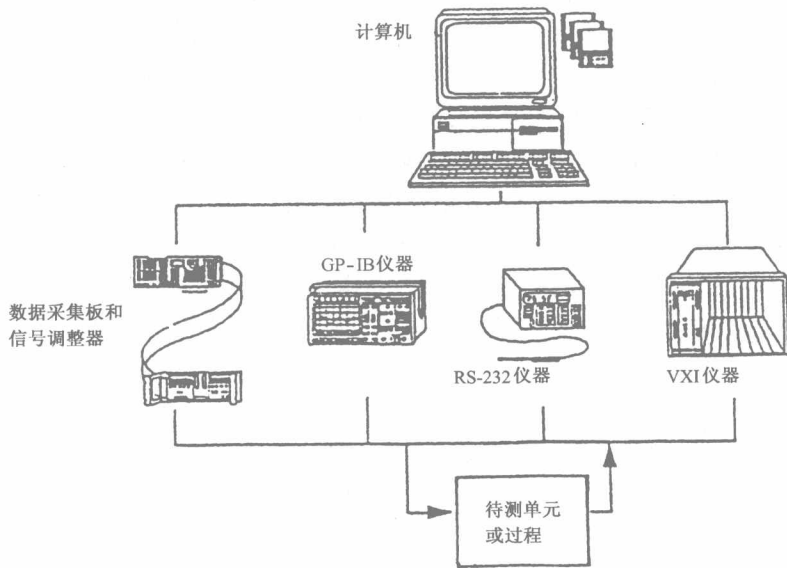 计算机
GP-IB仪器
数据采集板和
信号调整器
RS-232仪器
VXI仪器
待测单元
或过程